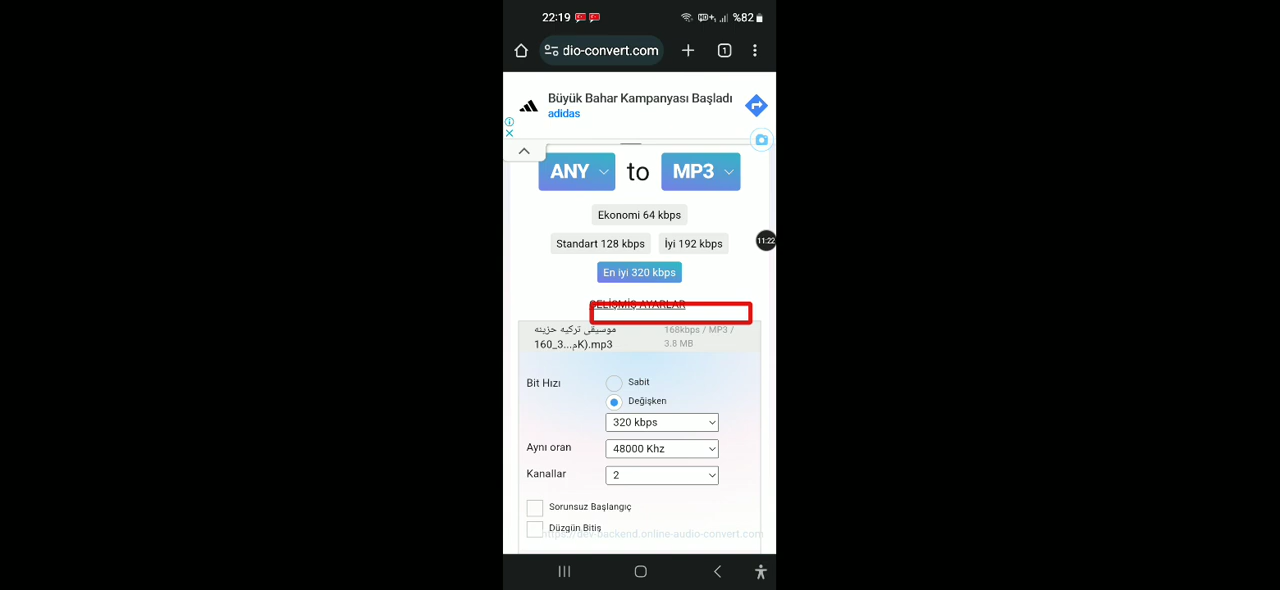 22:19 %82
dio-convert.com 1
Büyük Bahar Kampanyası Başladı
adidas
ANY to MP3
Ekonomi 64 kbps
Standart 128 kbps İyi 192 kbps
11:22
En iyi 320 kbps
GELİŞMİŞ AYARLAR
موسيقى تركيه حزينه 168kbps / MP3 /
160_3...مK).mp3 3.8 MB
Bit Hızı Sabit
Değişken
320 kbps
Aynı oran 48000 Khz
Kanallar 2
Sorunsuz Başlangıç
Düzgün Bitiş
https://dev-backend.online-audio-convert.com